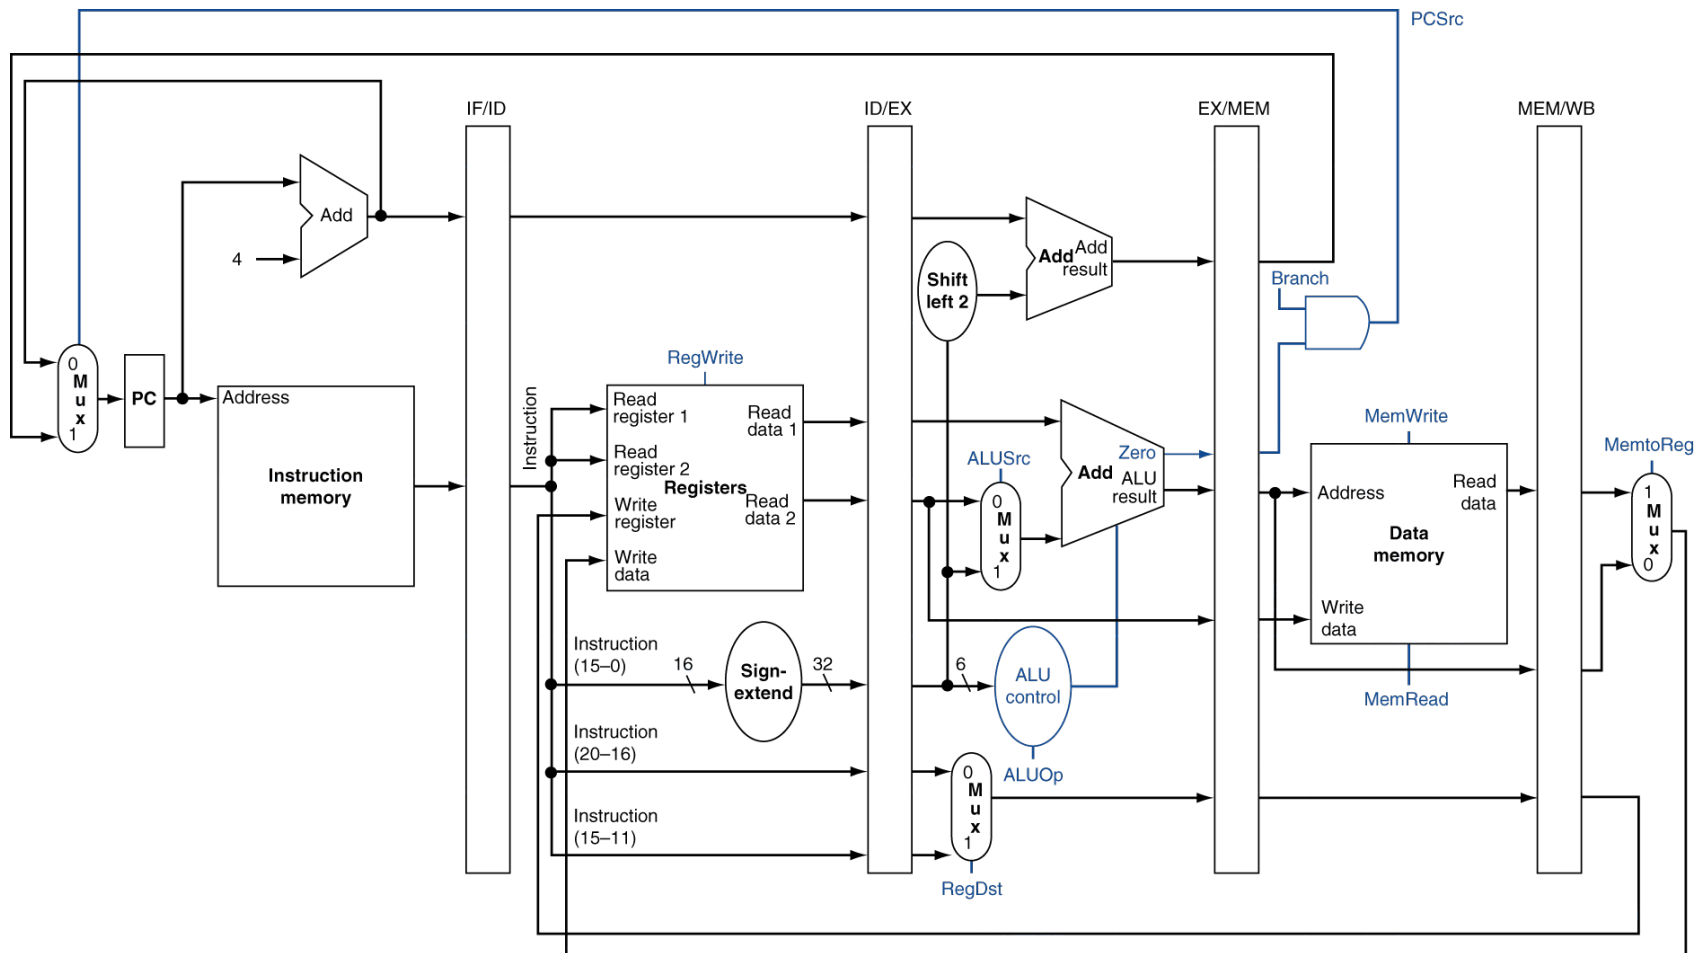 PCSrc
IF/ID
ID/EX
EX/MEM
MEM/WB
Add
4
Add
Add
result
Shift
left 2
Branch
0
M
u
x
1
PC
Address
Instruction
memory
Instruction
RegWrite
Read
register 1
Read
register 2
Write
register
Write
data
Registers
Read
data 1
Read
data 2
ALUSrc
0
M
u
x
1
Zero
Add
ALU
result
MemWrite
Address
Read
data
Data
memory
Write
data
MemRead
MemtoReg
1
M
u
x
0
Instruction
(15–0)
16
Sign-
extend
32
6
ALU
control
ALUOp
Instruction
(20–16)
Instruction
(15–11)
0
M
u
x
1
RegDst